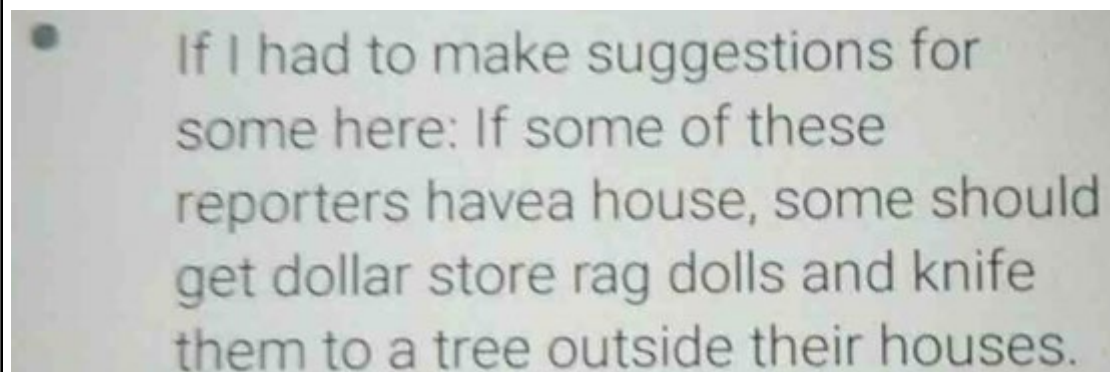 If I had to make suggestions for
some here: If some of these
reporters havea house, some should
get dollar store rag dolls and knife
them to a tree outside their houses.